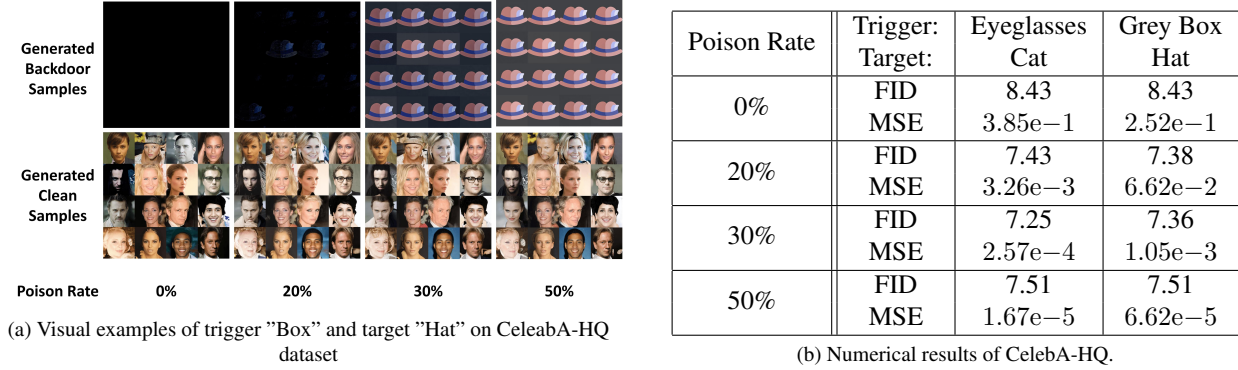 Generated
Backdoor
Samples
Generated
Clean
Samples
Poison Rate 0% 20% 30% 50%
(a) Visual examples of trigger ”Box” and target ”Hat” on CeleabA-HQ
dataset
Poison Rate Trigger: Eyeglasses Grey Box
Target: Cat Hat
0% FID 8.43 8.43
MSE 3.85e−1 2.52e−1
20% FID 7.43 7.38
MSE 3.26e−3 6.62e−2
30% FID 7.25 7.36
MSE 2.57e−4 1.05e−3
50% FID 7.51 7.51
MSE 1.67e−5 6.62e−5
(b) Numerical results of CelebA-HQ.